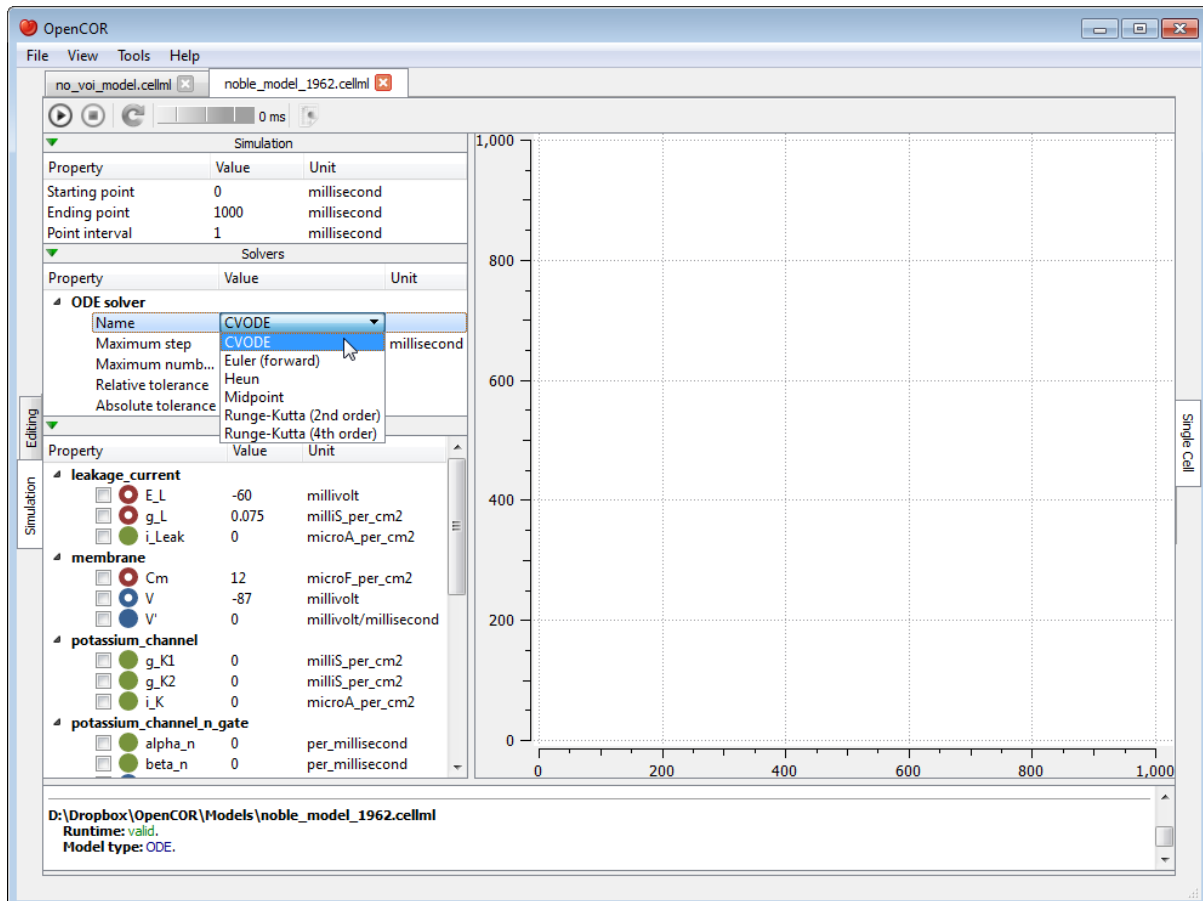 OpenCOR
File View Tools Help
no_voi_model.cellml noble_model_1962.cellml
0 ms
Simulation
Property Value Unit
Starting point 0 millisecond
Ending point 1000 millisecond
Point interval 1 millisecond
Solvers
Property Value Unit
ODE solver
Name CVODE
Maximum step CVODE millisecond
Maximum numb... Euler (forward)
Relative tolerance Heun
Midpoint
Absolute tolerance Runge-Kutta (2nd order)
Runge-Kutta (4th order)
Property Value Unit
leakage_current
E_L -60 millivolt
g_L 0.075 milliS_per_cm2
i_Leak 0 microA_per_cm2
membrane
Cm 12 microF_per_cm2
V -87 millivolt
V' 0 millivolt/millisecond
potassium_channel
g_K1 0 milliS_per_cm2
g_K2 0 milliS_per_cm2
i_K 0 microA_per_cm2
potassium_channel_n_gate
alpha_n 0 per_millisecond
beta_n 0 per_millisecond
Editing
Simulation
1,000
800
600
400
200
0
0 200 400 600 800 1,000
Single Cell
D:\Dropbox\OpenCOR\Models\noble_model_1962.cellml
Runtime: valid.
Model type: ODE.